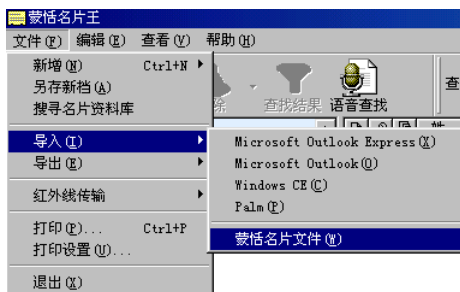 蒙恬名片王
文件(F) 编辑(E) 查看(V) 帮助(H)
新增(N) Ctrl+N
另存新档(A)
搜寻名片资料库
导入(I)
导出(E)
红外线传输
打印(P)... Ctrl+P
打印设置(U)...
退出(X)
除 查找结果 语音查找 查
姓
Microsoft Outlook Express(X)
Microsoft Outlook(O)
Windows CE(C)
Palm(P)
蒙恬名片文件(W)